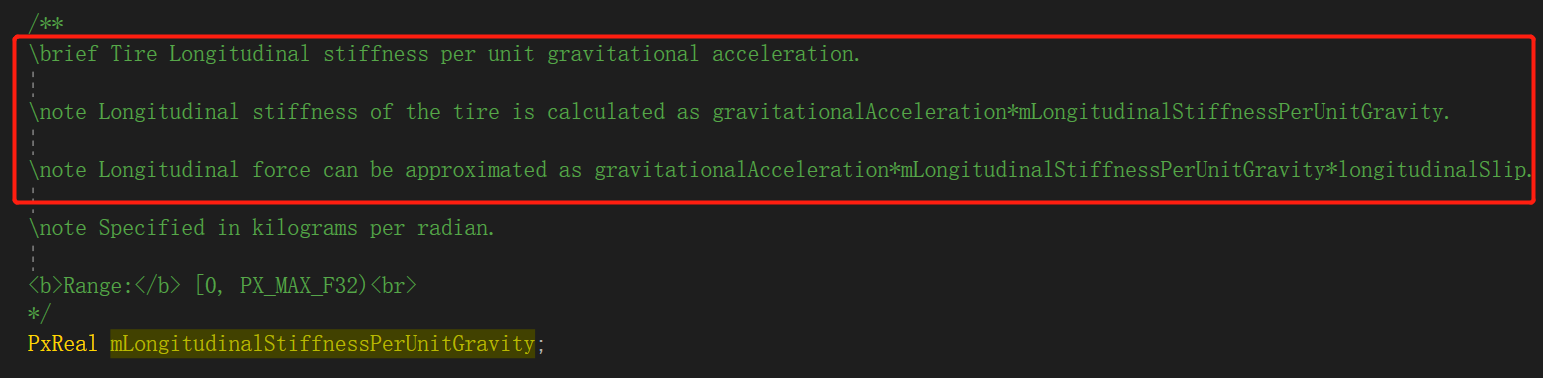 /**
\brief Tire Longitudinal stiffness per unit gravitational acceleration.
\note Longitudinal stiffness of the tire is calculated as gravitationalAcceleration*mLongitudinalStiffnessPerUnitGravity.
\note Longitudinal force can be approximated as gravitationalAcceleration*mLongitudinalStiffnessPerUnitGravity*longitudinalSlip.
\note Specified in kilograms per radian.
<b>Range:</b> [0, PX_MAX_F32)<br>
*/
PxReal mLongitudinalStiffnessPerUnitGravity;